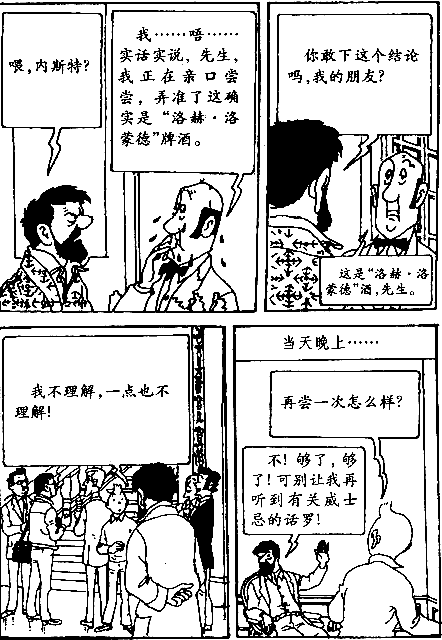 喂，内斯特？
我……唔……
实话实说，先生，
我正在亲口尝
尝，弄准了这确
实是“洛赫·洛
蒙德”牌酒。
你敢下这个结论
吗，我的朋友？
这是“洛赫·洛
蒙德”酒，先生。
我不理解，一点也不
理解！
当天晚上……
再尝一次怎么样？
不！够了，够
了！可别让我再
听到有关威士
忌的话罗！